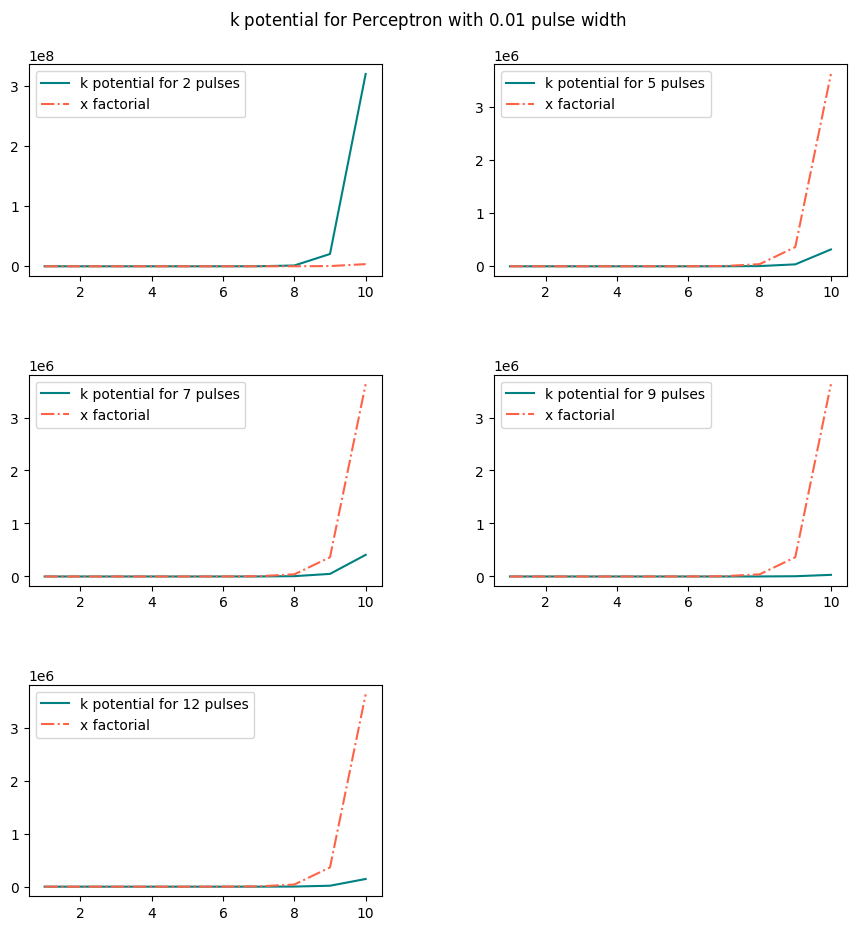 k potential for Perceptron with 0.01 pulse width
1e8
k potential for 2 pulses
x factorial
3
2
1
0
2 4 6 8 10
1e6
k potential for 5 pulses
x factorial
3
2
1
0
2 4 6 8 10
1e6
k potential for 7 pulses
x factorial
3
2
1
0
2 4 6 8 10
1e6
k potential for 9 pulses
x factorial
3
2
1
0
2 4 6 8 10
1e6
k potential for 12 pulses
x factorial
3
2
1
0
2 4 6 8 10